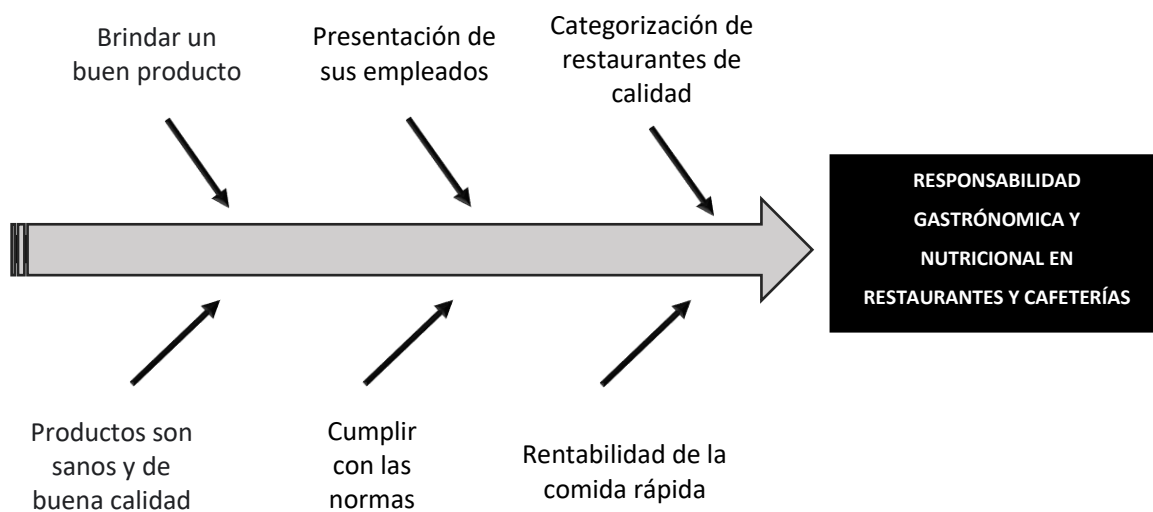 Brindar un
buen producto
Presentación de
sus empleados
Categorización de
restaurantes de
calidad
RESPONSABILIDAD
GASTRÓNOMICA Y
NUTRICIONAL EN
RESTAURANTES Y CAFETERÍAS
Productos son
sanos y de
buena calidad
Cumplir
con las
normas
Rentabilidad de la
comida rápida